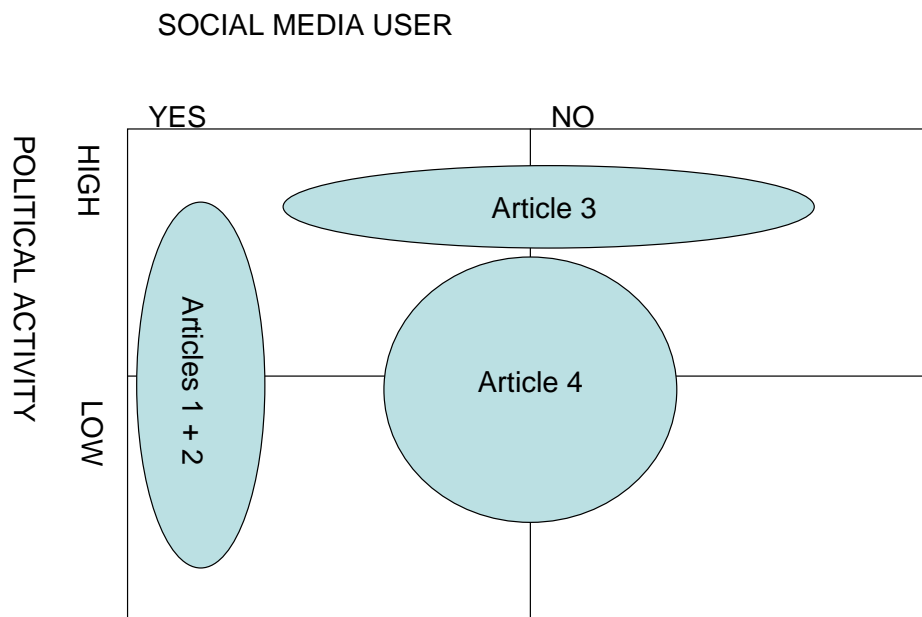 SOCIAL MEDIA USER
YES
NO
POLITICAL ACTIVITY
HIGH
LOW
Article 3
Articles 1 + 2
Article 4